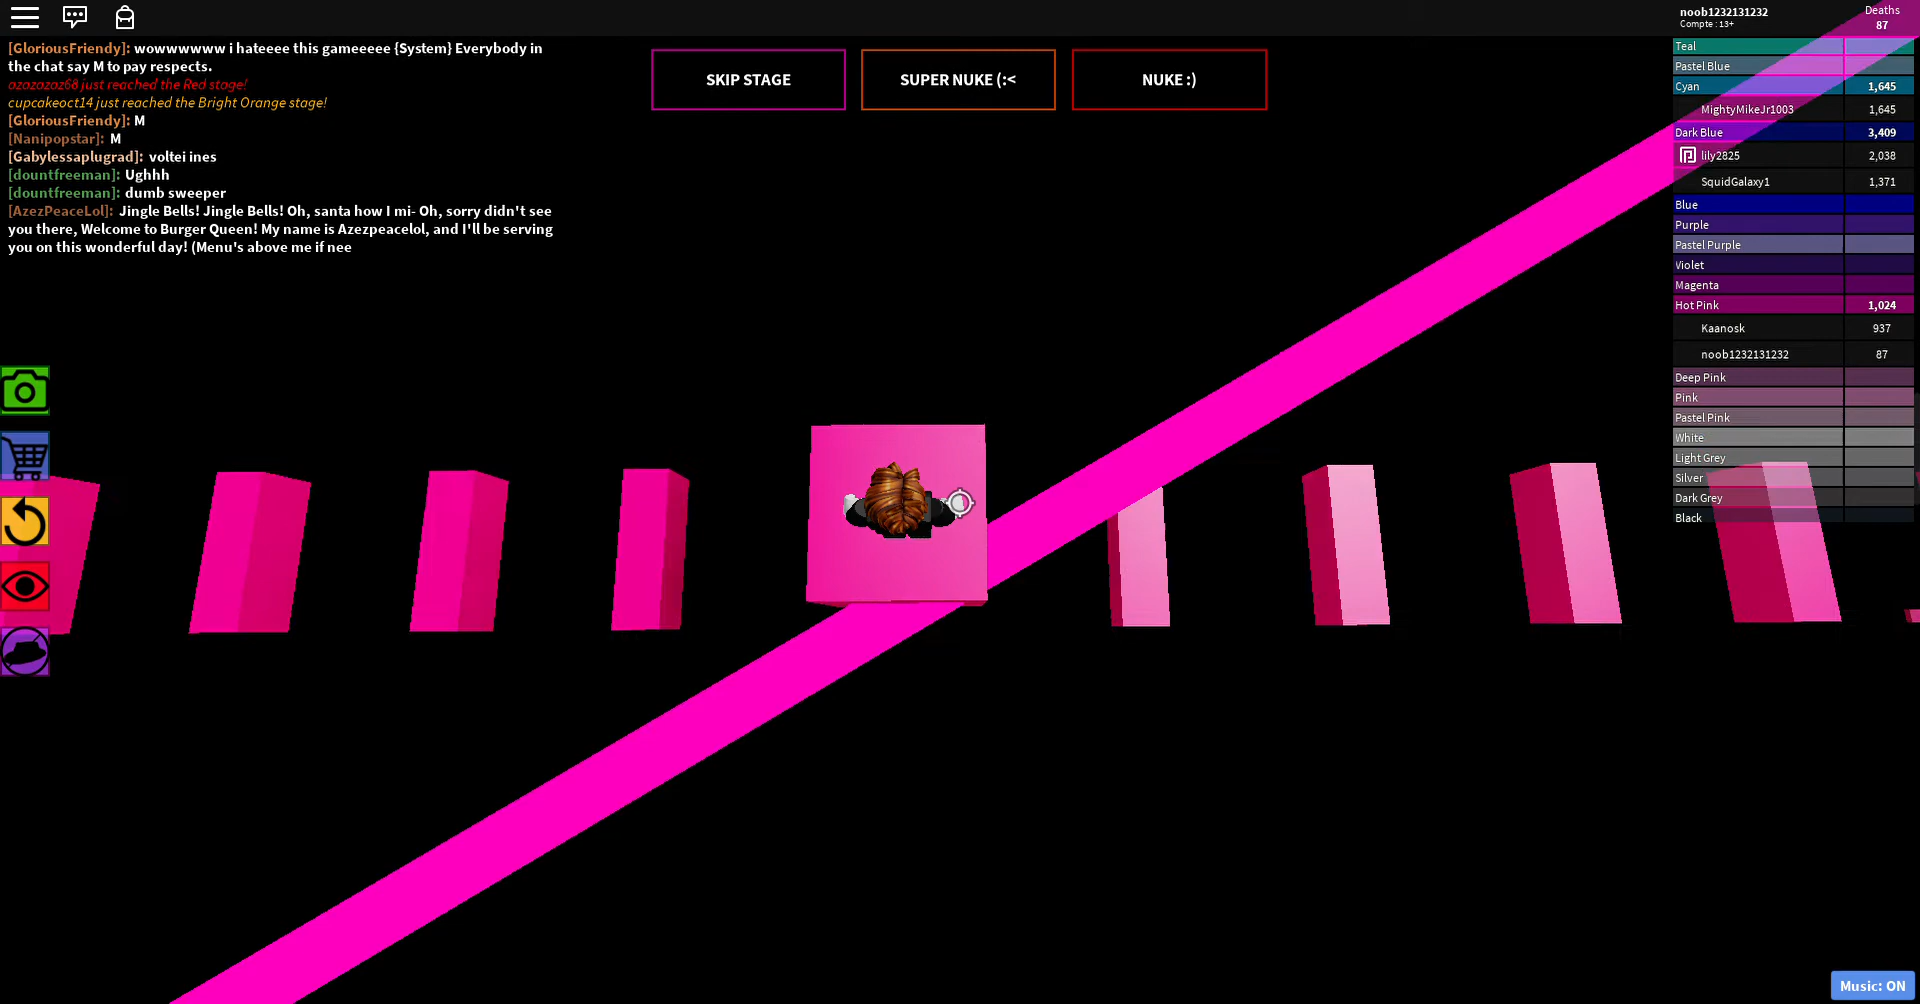 noob1232131232
Compte : 13+
Deaths
87
[GloriousFriendy]: wowwwwww i hateeee this gameeeee {System} Everybody in
the chat say M to pay respects.
azazazaz68 just reached the Red stage!
cupcakeoct14 just reached the Bright Orange stage!
[GloriousFriendy]: M
[Nanipopstar]: M
[Gabylessaplugrad]: voltei ines
[dountfreeman]: Ughhh
[dountfreeman]: dumb sweeper
[AzezPeaceLol]: Jingle Bells! Jingle Bells! Oh, santa how I mi- Oh, sorry didn't see
you there, Welcome to Burger Queen! My name is Azezpeacelol, and I'll be serving
you on this wonderful day! (Menu's above me if nee
SKIP STAGE
SUPER NUKE (:<
NUKE :)
Teal
Pastel Blue
Cyan 1,645
MightyMikeJr1003 1,645
Dark Blue 3,409
lily2825 2,038
SquidGalaxy1 1,371
Blue
Purple
Pastel Purple
Violet
Magenta
Hot Pink 1,024
Kaanosk 937
noob1232131232 87
Deep Pink
Pink
Pastel Pink
White
Light Grey
Silver
Dark Grey
Black
Music: ON